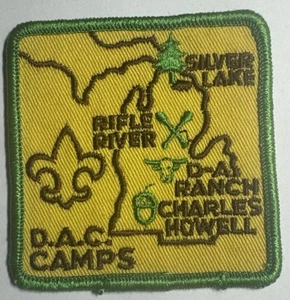 SILVER
LAKE
RIFLE
RIVER
D-A
RANCH
CHARLES
HOWELL
D.A.C.
CAMPS